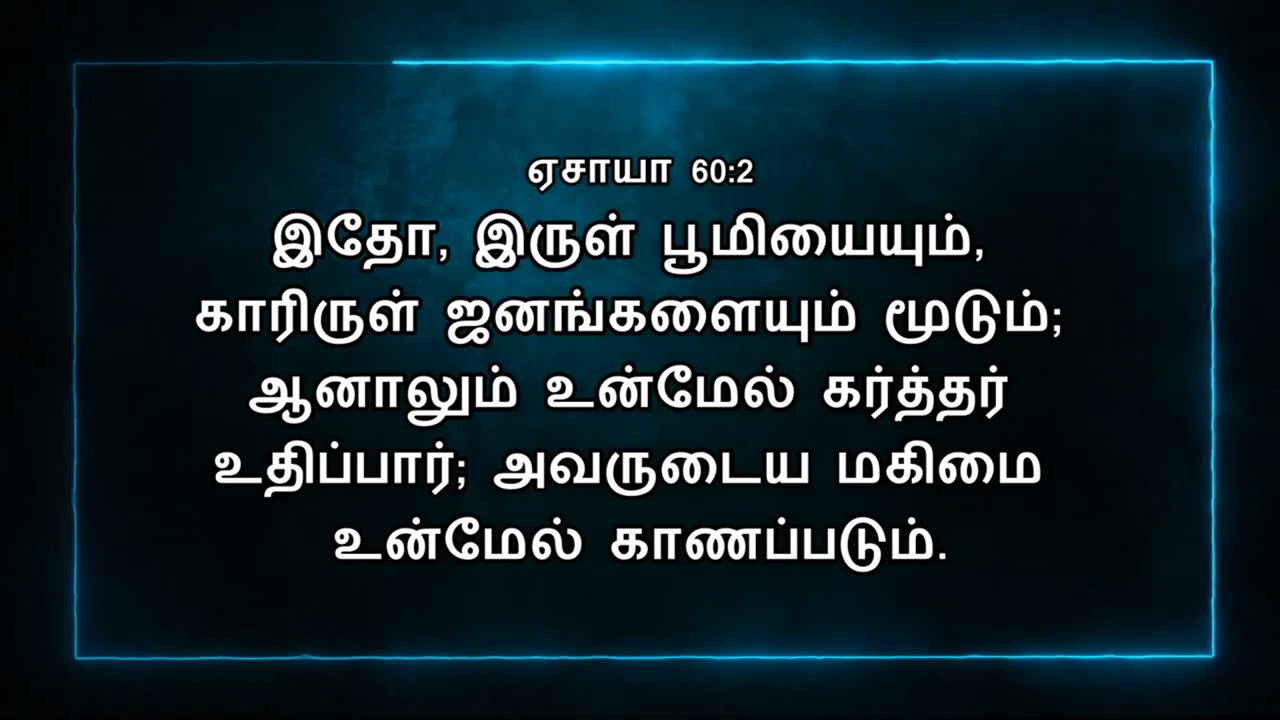 ஏசாயா 60:2
இதோ, இருள் பூமியையும்,
காரிருள் ஜனங்களையும் மூடும்;
ஆனாலும் உன்மேல் கர்த்தர்
உதிப்பார்; அவருடைய மகிமை
உன்மேல் காணப்படும்.